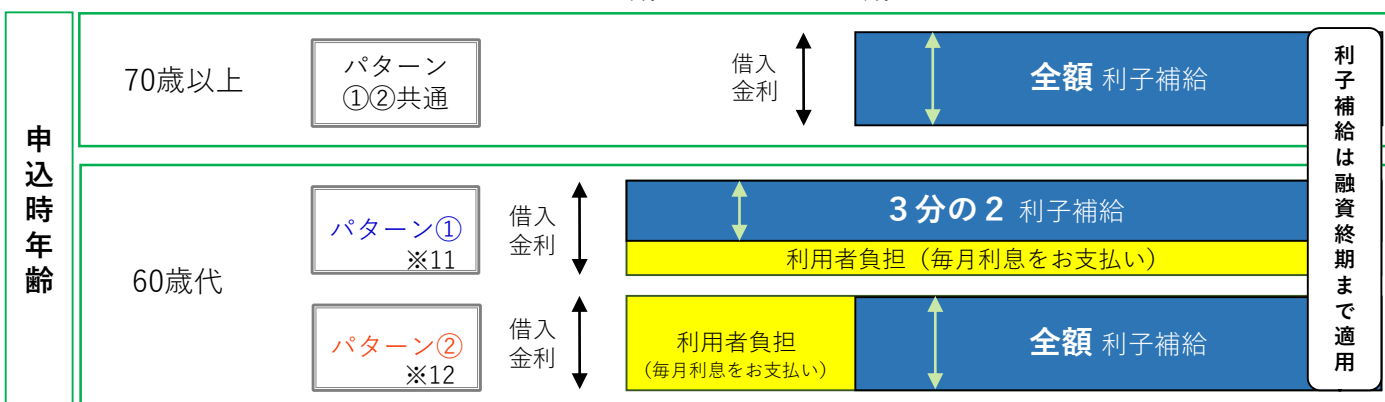 申込時年齢
70歳以上
パターン
①②共通
借入
金利
全額 利子補給
60歳代
パターン①
※11
借入
金利
3分の2 利子補給
利用者負担（毎月利息をお支払い）
パターン②
※12
借入
金利
利用者負担
（毎月利息をお支払い）
全額 利子補給
利子補給は融資終期まで適用